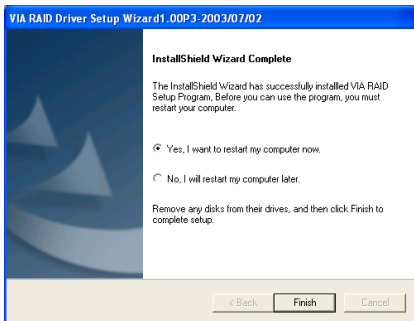 VIA RAID Driver Setup Wizard1.00P3-2003/07/02
InstallShield Wizard Complete
The InstallShield Wizard has successfully installed VIA RAID
Setup Program, Before you can use the program, you must
restart your computer.
Yes, I want to restart my computer now.
No, I will restart my computer later.
Remove any disks from their drives, and then click Finish to
complete setup.
< Back Finish Cancel